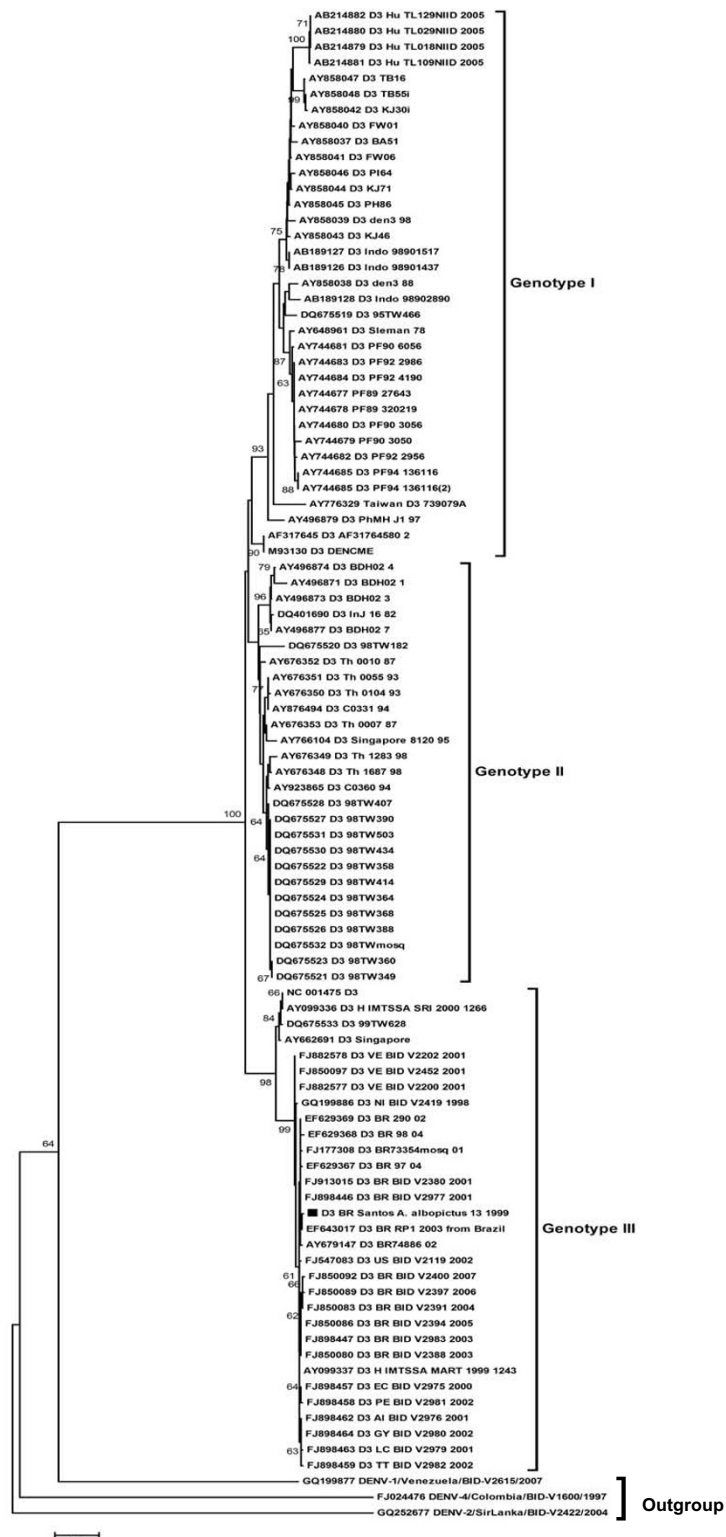 AB214882 D3 Hu TL129NIID 2005
71
AB214880 D3 Hu TL029NIID 2005
100
AB214879 D3 Hu TL018NIID 2005
AB214881 D3 Hu TL109NIID 2005
AY858047 D3 TB16
AY858048 D3 TB55i
99
AY858042 D3 KJ30i
AY858040 D3 FW01
AY858037 D3 BA51
AY858041 D3 FW06
AY858046 D3 PI64
AY858044 D3 KJ71
AY858045 D3 PH86
AY858039 D3 den3 98
75
AY858043 D3 KJ46
AB189127 D3 Indo 98901517
78
AB189126 D3 Indo 98901437
Genotype I
AY858038 D3 den3 88
AB189128 D3 Indo 98902890
DQ675519 D3 95TW466
AY648961 D3 Sleman 78
AY744681 D3 PF90 6056
87
AY744683 D3 PF92 2986
AY744684 D3 PF92 4190
63
AY744677 PF89 27643
AY744678 PF89 320219
AY744680 D3 PF90 3056
AY744679 PF90 3050
93
AY744682 D3 PF92 2956
AY744685 D3 PF94 136116
88
AY744685 D3 PF94 136116(2)
AY776329 Taiwan D3 739079A
AY496879 D3 PhMH J1 97
AF317645 D3 AF31764580 2
90
M93130 D3 DENCME
79
AY496874 D3 BDH02 4
AY496871 D3 BDH02 1
96
AY496873 D3 BDH02 3
DQ401690 D3 InJ 16 82
65
AY496877 D3 BDH02 7
DQ675520 D3 98TW182
AY676352 D3 Th 0010 87
AY676351 D3 Th 0055 93
77
AY676350 D3 Th 0104 93
AY876494 D3 C0331 94
AY676353 D3 Th 0007 87
AY766104 D3 Singapore 8120 95
AY676349 D3 Th 1283 98
AY676348 D3 Th 1687 98
Genotype II
AY923865 D3 C0360 94
DQ675528 D3 98TW407
100
64
DQ675527 D3 98TW390
DQ675531 D3 98TW503
DQ675530 D3 98TW434
64
DQ675522 D3 98TW358
DQ675529 D3 98TW414
DQ675524 D3 98TW364
DQ675525 D3 98TW368
DQ675526 D3 98TW388
DQ675532 D3 98TWmosq
DQ675523 D3 98TW360
67
DQ675521 D3 98TW349
66
NC 001475 D3
AY099336 D3 H IMTSSA SRI 2000 1266
84
DQ675533 D3 99TW628
AY662691 D3 Singapore
FJ882578 D3 VE BID V2202 2001
FJ850097 D3 VE BID V2452 2001
98
FJ882577 D3 VE BID V2200 2001
GQ199886 D3 NI BID V2419 1998
EF629369 D3 BR 290 02
99
EF629368 D3 BR 98 04
64
FJ177308 D3 BR73354mosq 01
EF629367 D3 BR 97 04
FJ913015 D3 BR BID V2380 2001
FJ898446 D3 BR BID V2977 2001
D3 BR Santos A. albopictus 13 1999
EF643017 D3 BR RP1 2003 from Brazil
Genotype III
AY679147 D3 BR74886 02
FJ547083 D3 US BID V2119 2002
61
FJ850092 D3 BR BID V2400 2007
66
FJ850089 D3 BR BID V2397 2006
FJ850083 D3 BR BID V2391 2004
62
FJ850086 D3 BR BID V2394 2005
FJ898447 D3 BR BID V2983 2003
FJ850080 D3 BR BID V2388 2003
AY099337 D3 H IMTSSA MART 1999 1243
64
FJ898457 D3 EC BID V2975 2000
FJ898458 D3 PE BID V2981 2002
FJ898462 D3 AI BID V2976 2001
FJ898464 D3 GY BID V2980 2002
63
FJ898463 D3 LC BID V2979 2001
FJ898459 D3 TT BID V2982 2002
GQ199877 DENV-1/Venezuela/BID-V2615/2007
FJ024476 DENV-4/Colombia/BID-V1600/1997
Outgroup
GQ252677 DENV-2/SirLanka/BID-V2422/2004